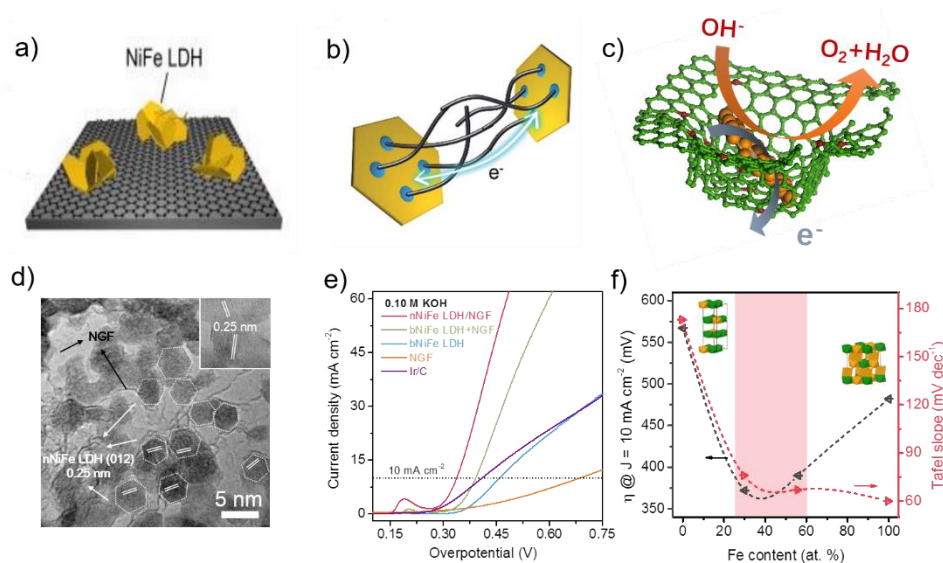 a)
NiFe LDH
b)
e⁻
c)
OH⁻
O₂+H₂O
e⁻
d)
NGF
0.25 nm
nNiFe LDH (012)
0.25 nm
5 nm
e)
Current density (mA cm⁻²)
60
45
30
15
0
0.10 M KOH
nNiFe LDH/NGF
bNiFe LDH+NGF
bNiFe LDH
NGF
Ir/C
10 mA cm⁻²
0.15 0.30 0.45 0.60 0.75
Overpotential (V)
f)
η @ J = 10 mA cm⁻² (mV)
600
550
500
450
400
350
180
150
120
90
60
Tafel slope (mV dec⁻¹)
0 20 40 60 80 100
Fe content (at. %)